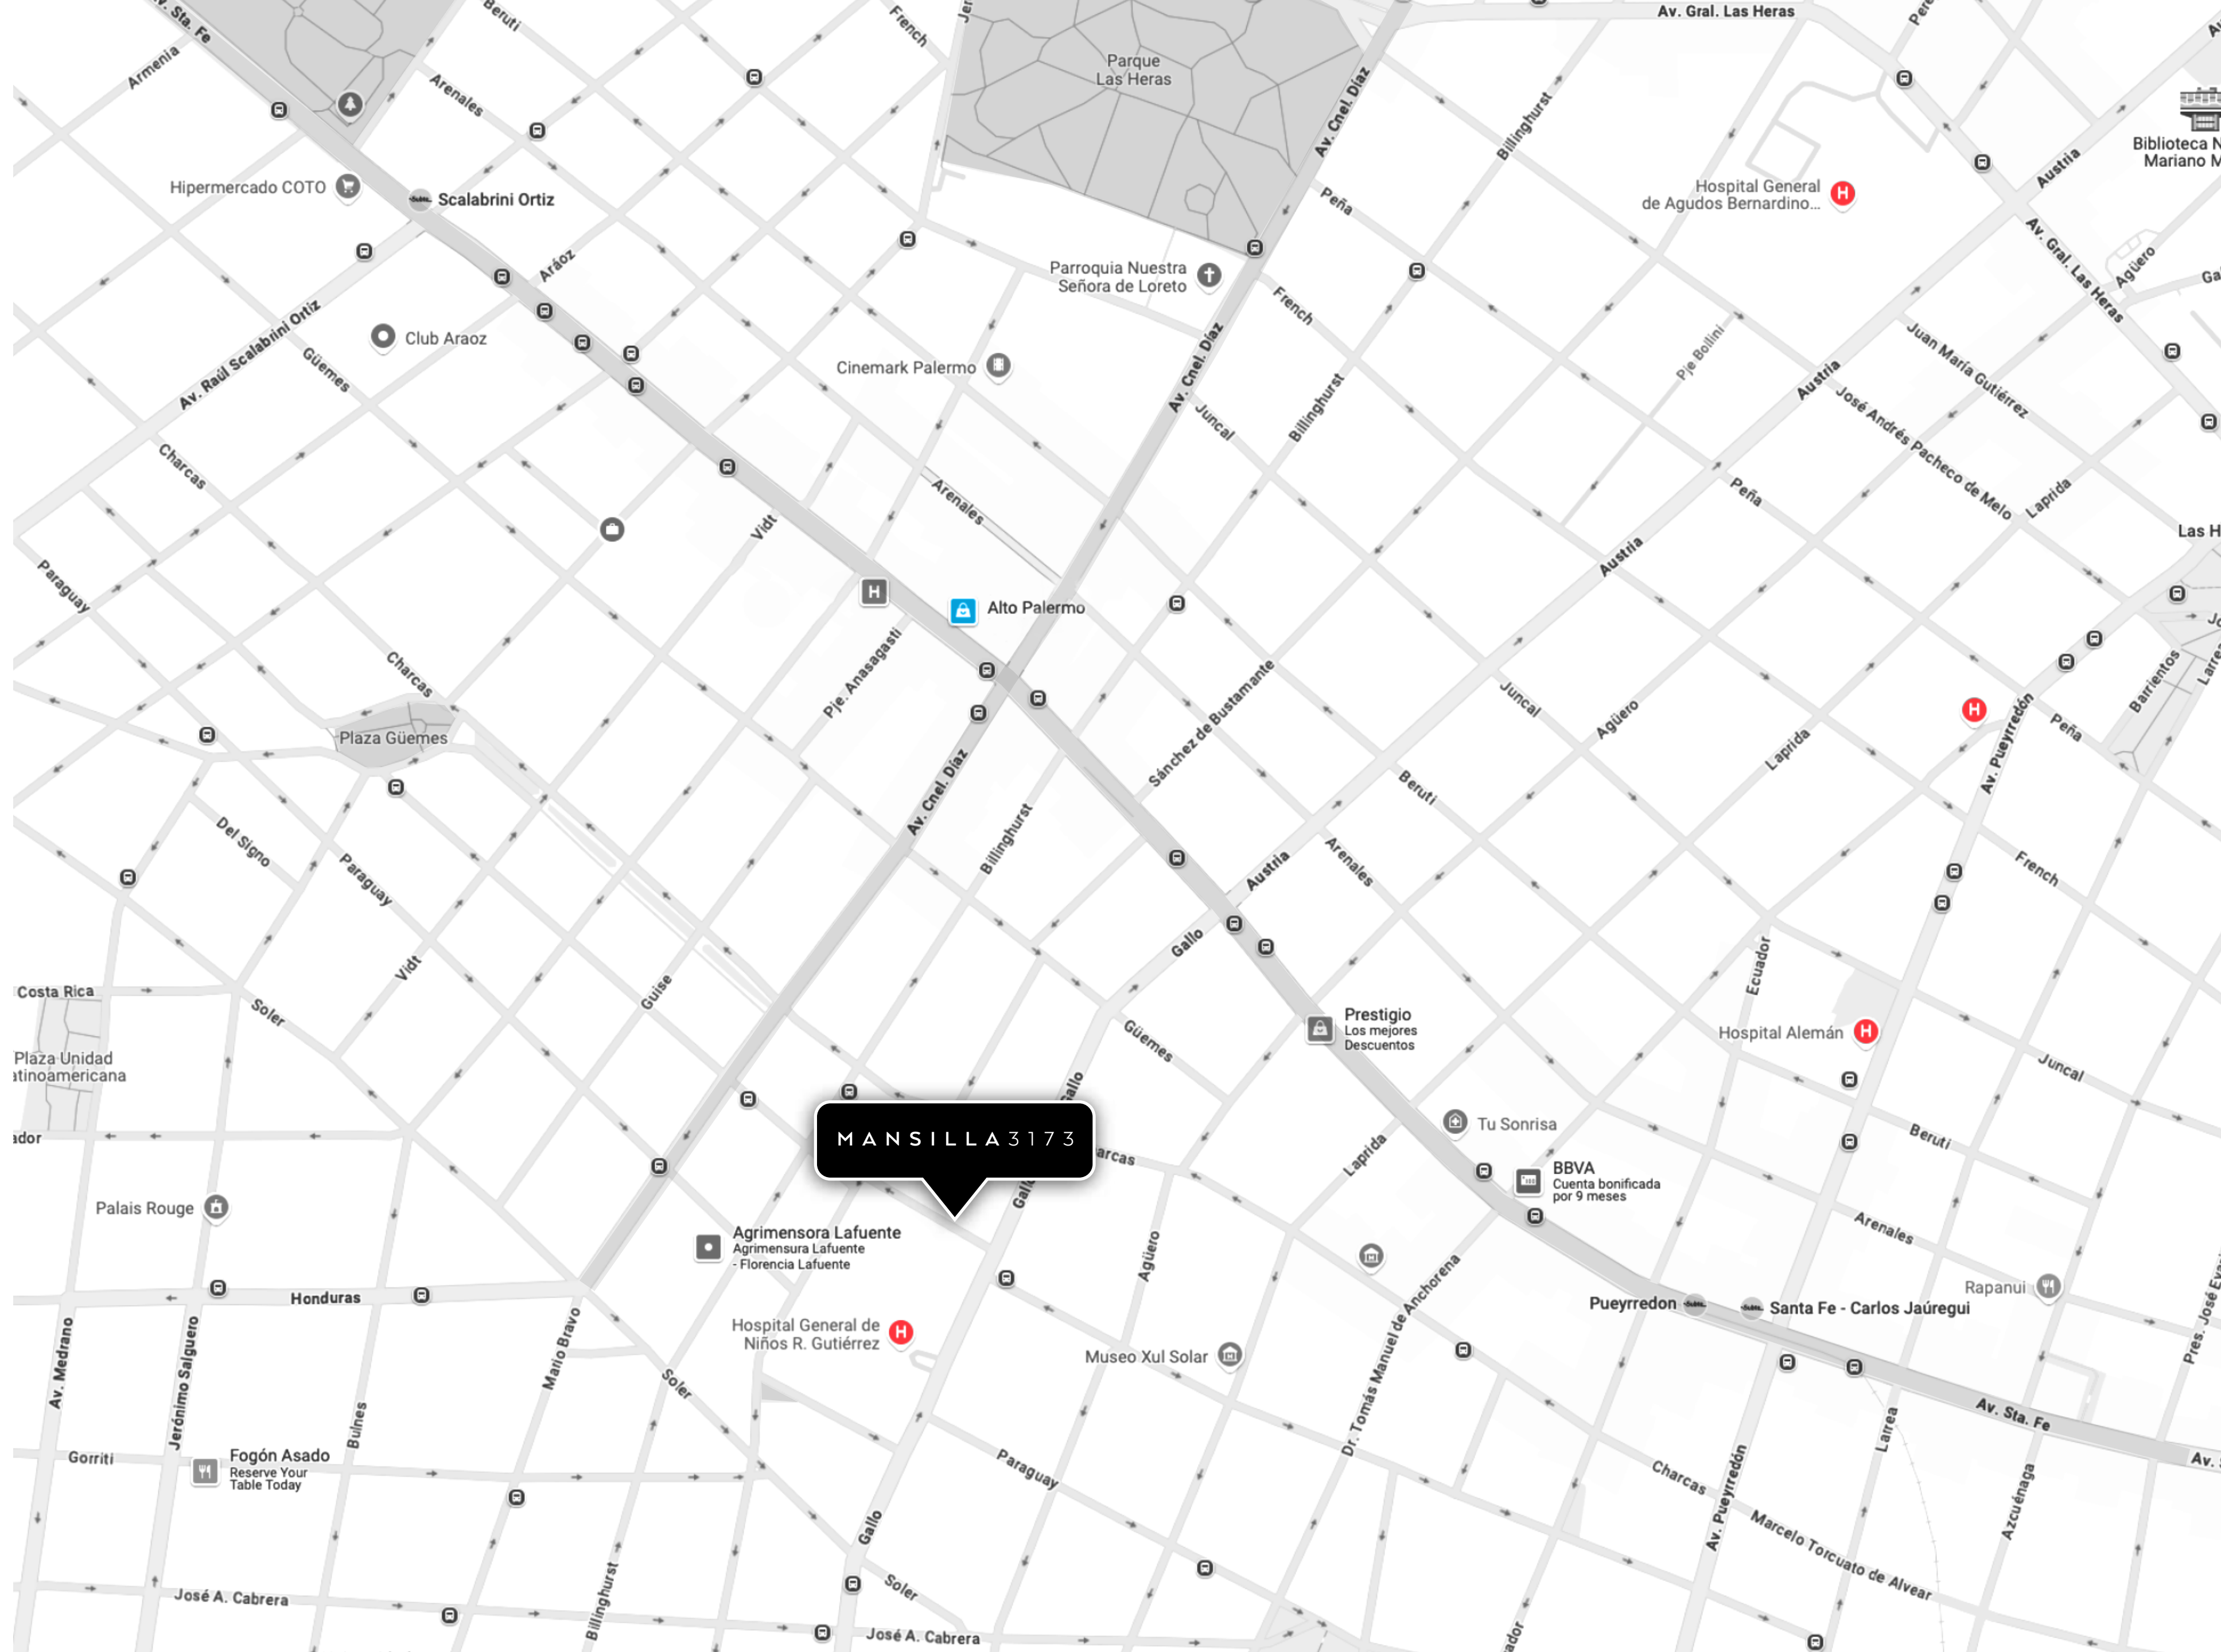 Av. Sta. Fe
Beruti
French
Av. Gral. Las Heras
Armenia
Arenales
Parque
Las Heras
Av. Cnel. Díaz
Billinghurst
Austria
Biblioteca N
Mariano M
Hipermercado COTO
Scalabrini Ortiz
Hospital General
de Agudos Bernardino...
Peña
Av. Gral. Las Heras
Agüero
Aráoz
Parroquia Nuestra
Señora de Loreto
French
Av. Raúl Scalabrini Ortiz
Club Araoz
Güemes
Cinemark Palermo
Av. Cnel. Díaz
Juncal
Billinghurst
Pje Bollini
Austria
Juan María Gutiérrez
José Andrés Pacheco de Melo
Charcas
Arenales
Peña
Laprida
Las H
Vidt
Austria
Paraguay
Alto Palermo
Charcas
Pje. Anasagasti
Sánchez de Bustamante
Juncal
Agüero
Laprida
Av. Pueyrredón
Peña
Barrientos
Larrea
Plaza Güemes
Av. Cnel. Díaz
Billinghurst
Beruti
Del Signo
Paraguay
Austria
Arenales
French
Vidt
Guise
Gallo
Ecuador
Costa Rica
Soler
Prestigio
Los mejores
Descuentos
Güemes
Hospital Alemán
Juncal
Plaza Unidad
atinoamericana
Gallo
MANSILLA3173
Tu Sonrisa
Beruti
ador
arcas
Laprida
BBVA
Cuenta bonificada
por 9 meses
Palais Rouge
Gallo
Arenales
Agrimensora Lafuente
Agrimensura Lafuente
- Florencia Lafuente
Agüero
Dr. Tomás Manuel de Anchorena
Rapanui
Honduras
Pueyrredon
Santa Fe - Carlos Jaúregui
Hospital General de
Niños R. Gutiérrez
Museo Xul Solar
Av. Medrano
Jerónimo Salguero
Mario Bravo
Soler
Bulnes
Av. Sta. Fe
Larrea
Gorriti
Fogón Asado
Reserve Your
Table Today
Paraguay
Charcas
Av. Pueyrredón
Azcuénaga
Marcelo Torcuato de Alvear
Gallo
José A. Cabrera
Billinghurst
Soler
José A. Cabrera
ador